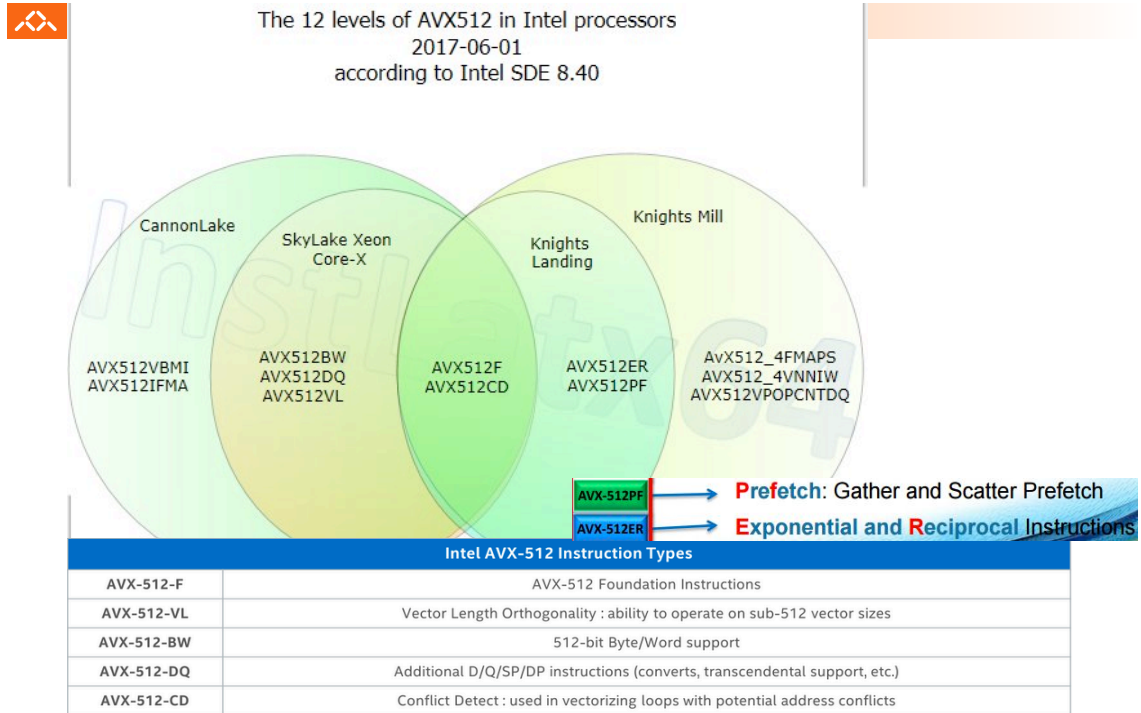 The 12 levels of AVX512 in Intel processors
2017-06-01
according to Intel SDE 8.40
CannonLake
SkyLake Xeon
Core-X
Knights
Landing
Knights Mill
AVX512VBMI
AVX512IFMA
AVX512BW
AVX512DQ
AVX512VL
AVX512F
AVX512CD
AVX512ER
AVX512PF
AvX512_4FMAPS
AVX512_4VNNIW
AVX512VPOPCNTDQ
InstLatx64
AVX-512PF
Prefetch: Gather and Scatter Prefetch
AVX-512ER
Exponential and Reciprocal Instructions
Intel AVX-512 Instruction Types
AVX-512-F AVX-512 Foundation Instructions
AVX-512-VL Vector Length Orthogonality : ability to operate on sub-512 vector sizes
AVX-512-BW 512-bit Byte/Word support
AVX-512-DQ Additional D/Q/SP/DP instructions (converts, transcendental support, etc.)
AVX-512-CD Conflict Detect : used in vectorizing loops with potential address conflicts